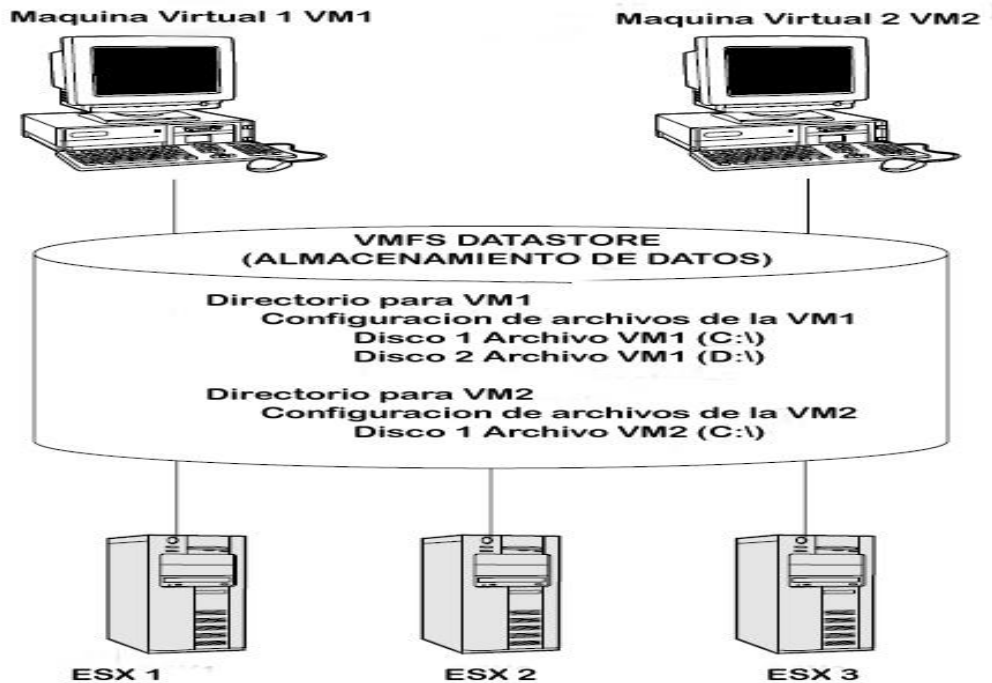 Maquina Virtual 1 VM1
Maquina Virtual 2 VM2
VMFS DATASTORE
(ALMACENAMIENTO DE DATOS)
Directorio para VM1
Configuracion de archivos de la VM1
Disco 1 Archivo VM1 (C:\)
Disco 2 Archivo VM1 (D:\)
Directorio para VM2
Configuracion de archivos de la VM2
Disco 1 Archivo VM2 (C:\)
ESX 1
ESX 2
ESX 3